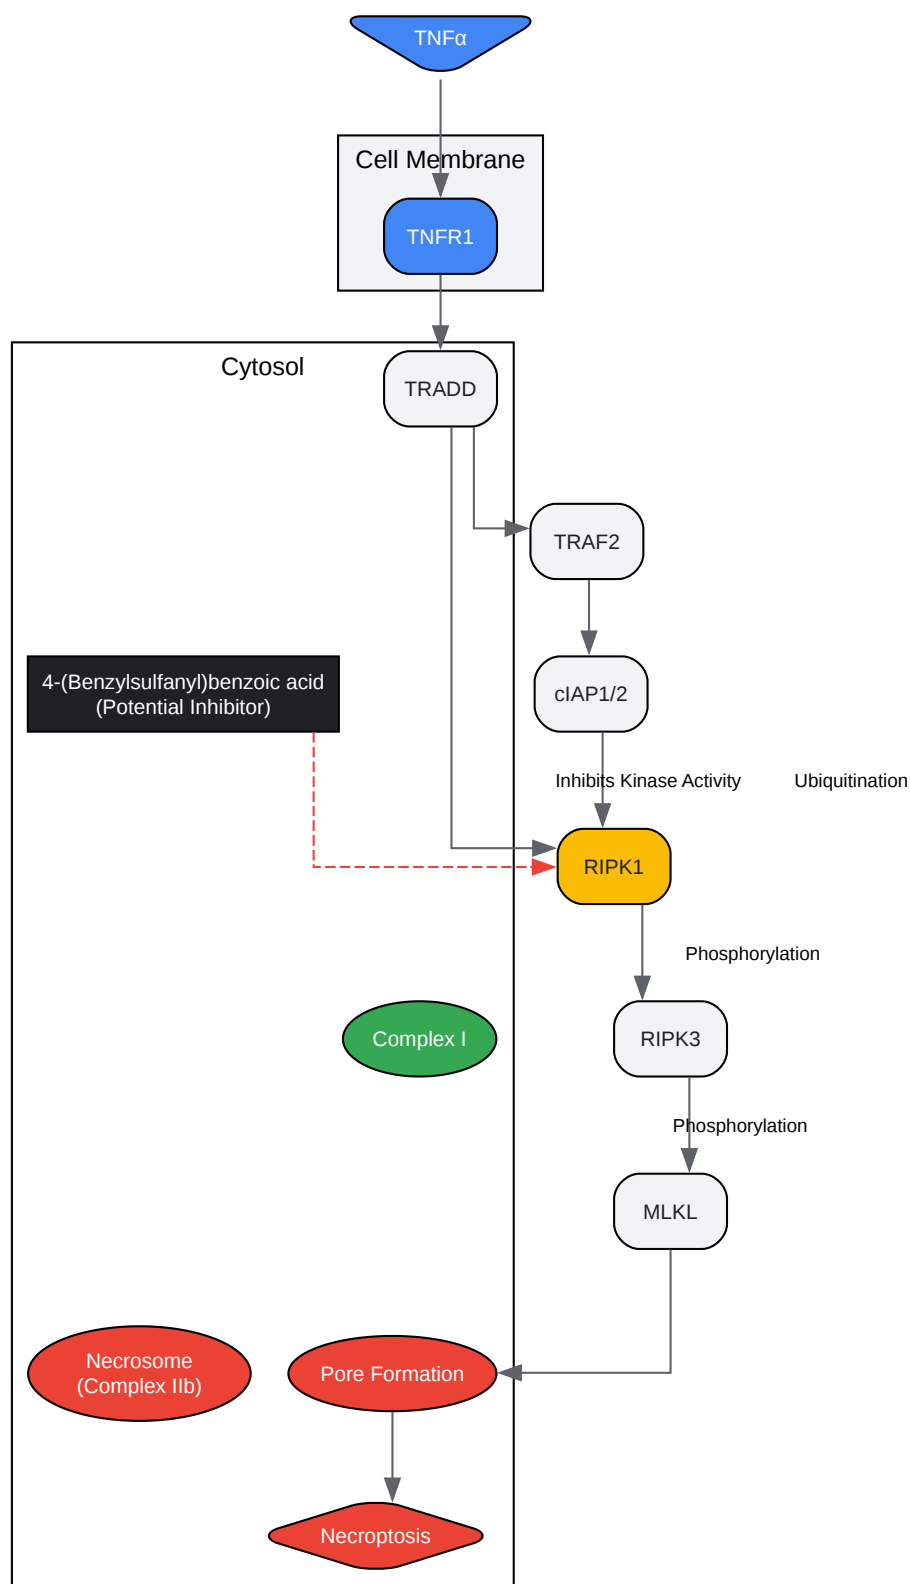 TNFα
Cell Membrane
TNFR1
Cytosol
TRADD
TRAF2
4-(Benzylsulfanyl)benzoic acid
(Potential Inhibitor)
cIAP1/2
Inhibits Kinase Activity
Ubiquitination
RIPK1
Phosphorylation
Complex I
RIPK3
Phosphorylation
MLKL
Necrosome
(Complex IIb)
Pore Formation
Necroptosis